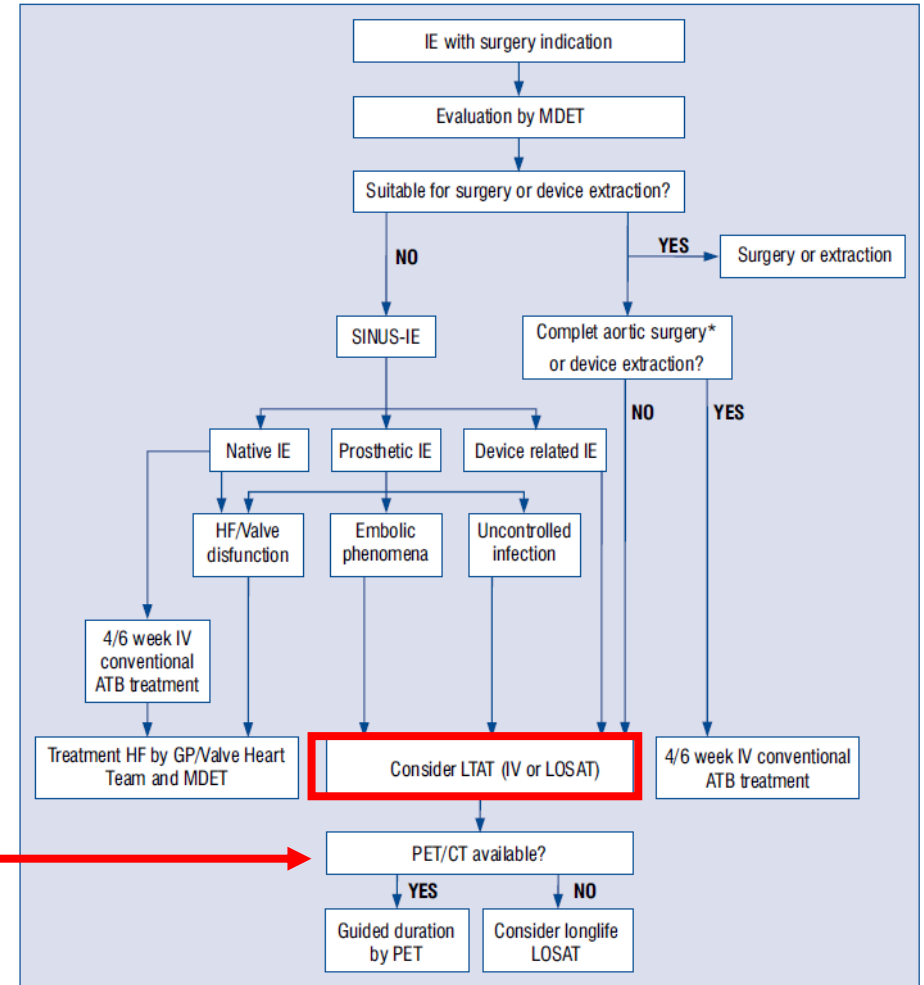 IE with surgery indication
Evaluation by MDET
Suitable for surgery or device extraction?
NO
YES
Surgery or extraction
SINUS-IE
Complet aortic surgery*
or device extraction?
NO
YES
Native IE
Prosthetic IE
Device related IE
HF/Valve
disfunction
Embolic
phenomena
Uncontrolled
infection
4/6 week IV
conventional
ATB treatment
Treatment HF by GP/Valve Heart
Team and MDET
Consider LTAT (IV or LOSAT)
4/6 week IV conventional
ATB treatment
PET/CT available?
YES
NO
Guided duration
by PET
Consider longlife
LOSAT